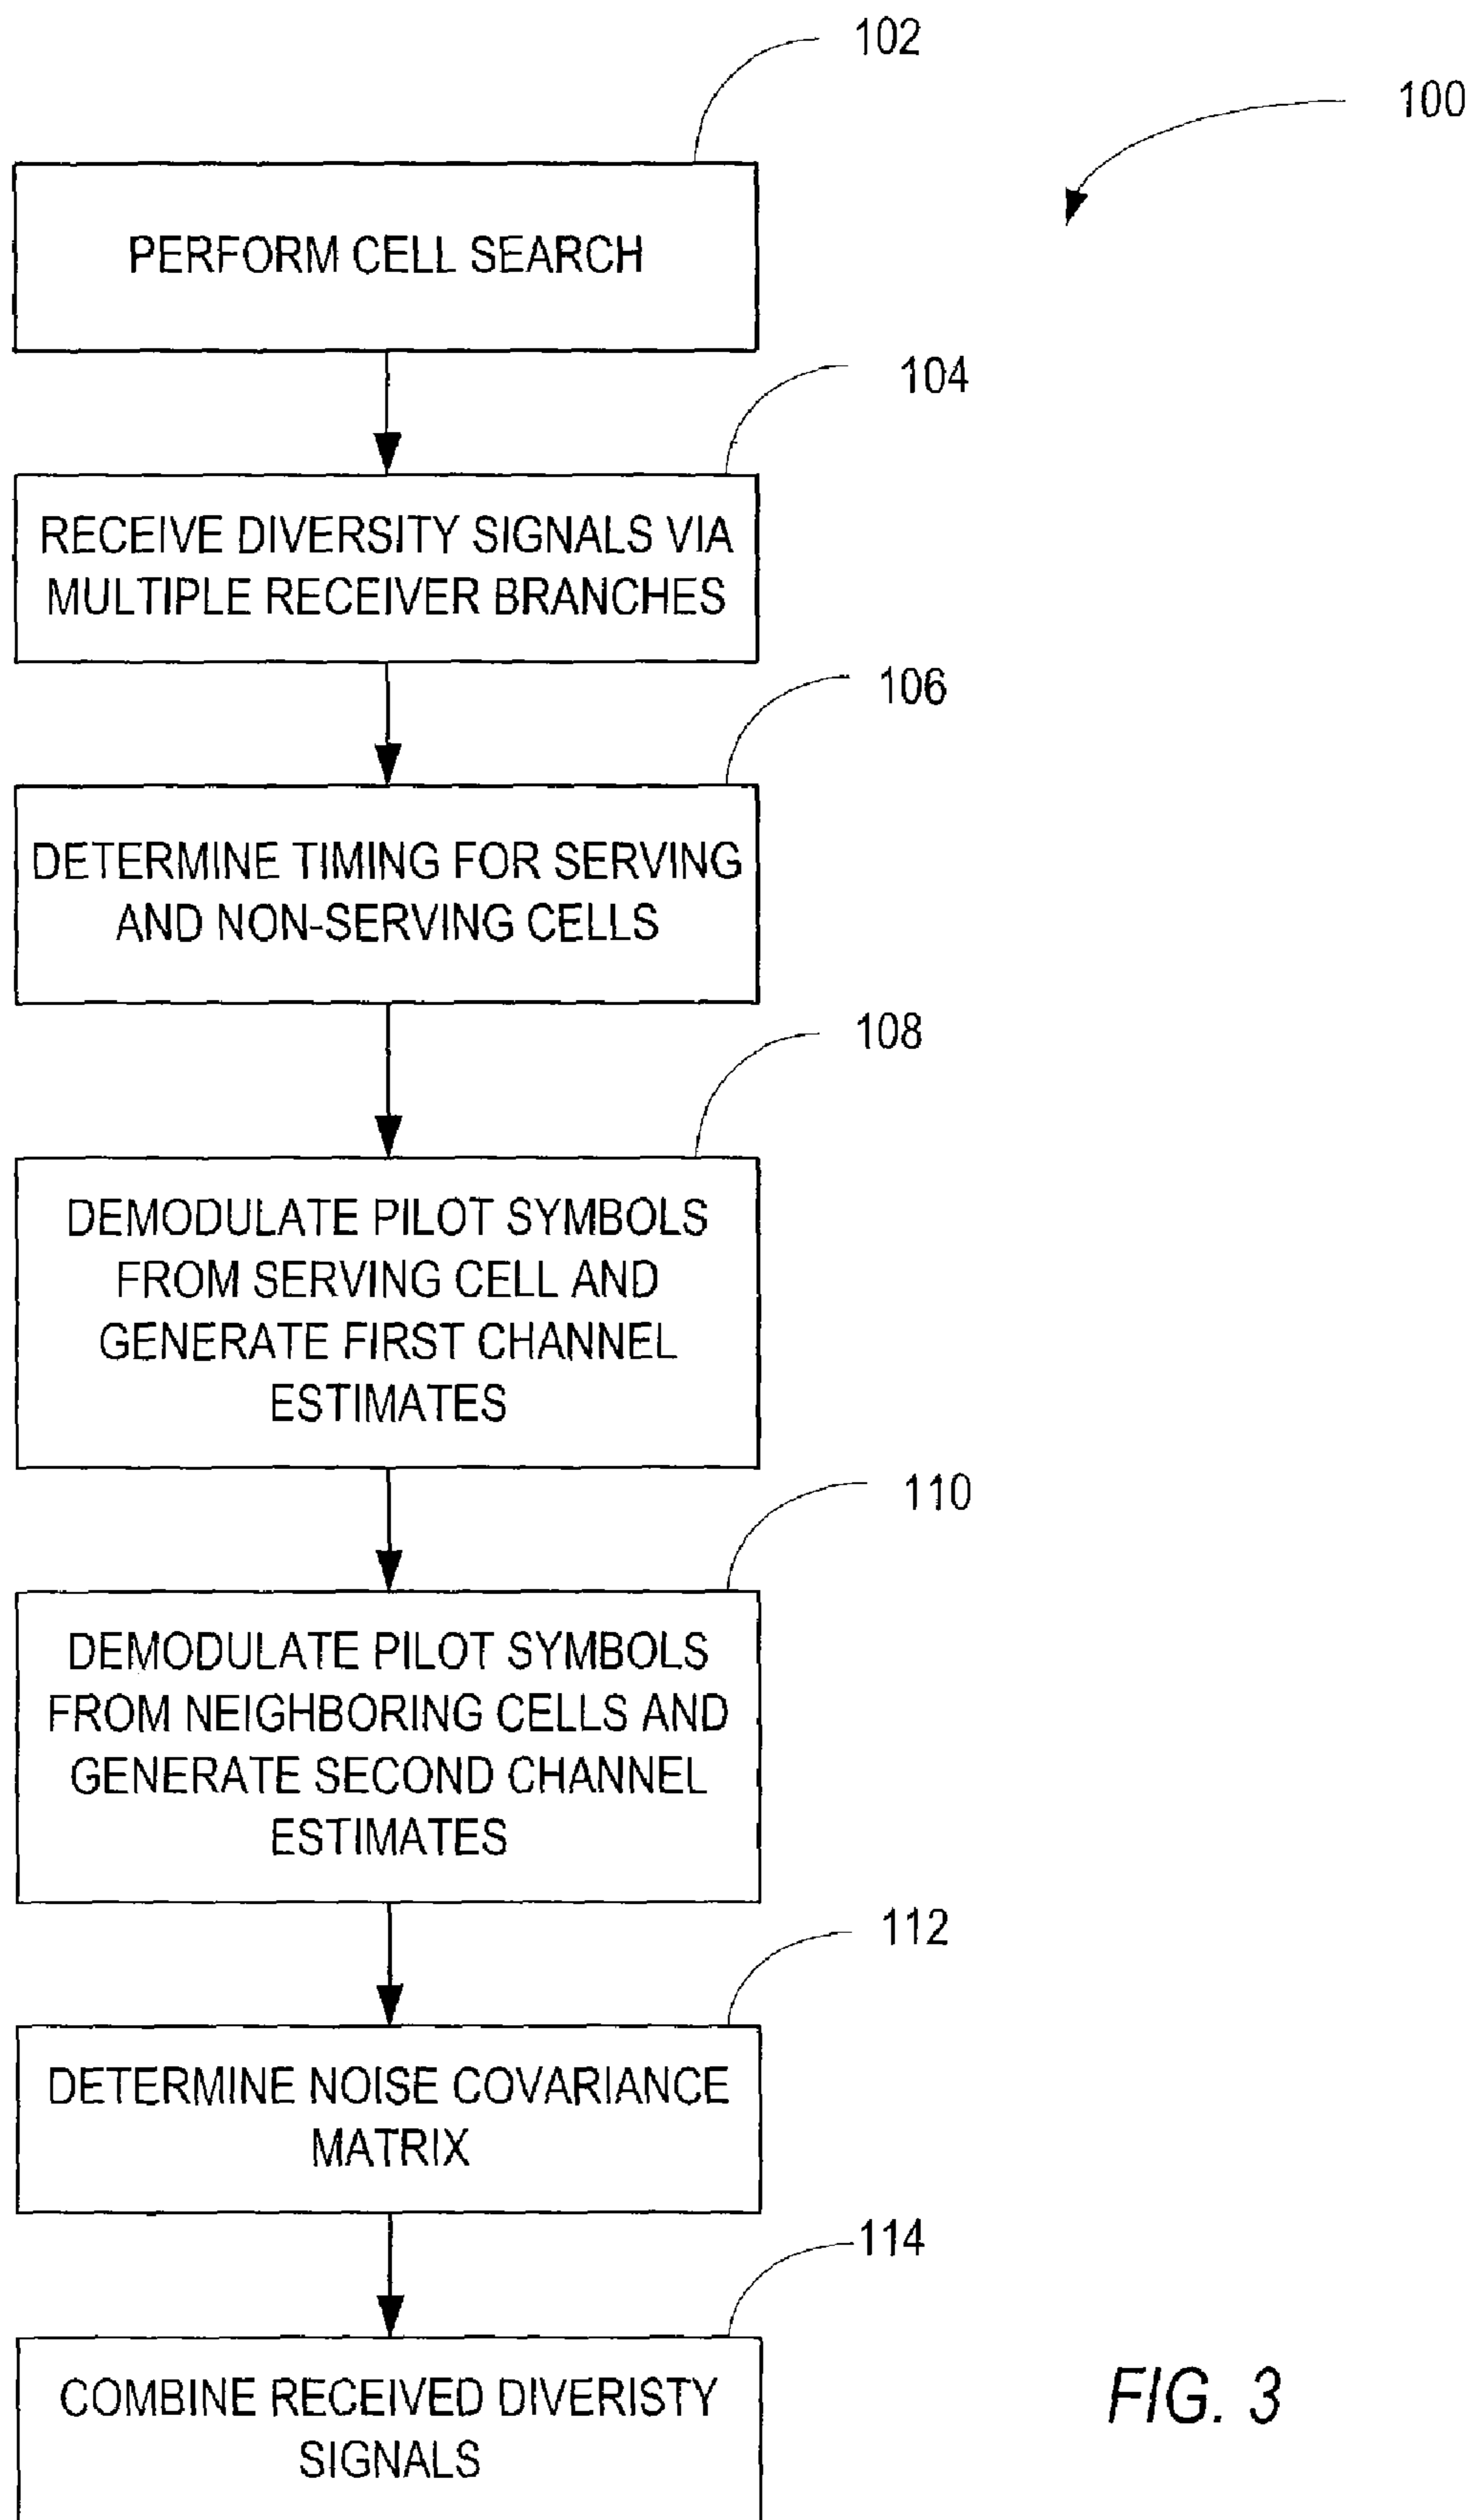 102
100
PERFORM CELL SEARCH
104
RECEIVE DIVERSITY SIGNALS VIA
MULTIPLE RECEIVER BRANCHES
106
DETERMINE TIMING FOR SERVING
AND NON-SERVING CELLS
108
DEMODULATE PILOT SYMBOLS
FROM SERVING CELL AND
GENERATE FIRST CHANNEL
ESTIMATES
110
DEMODULATE PILOT SYMBOLS
FROM NEIGHBORING CELLS AND
GENERATE SECOND CHANNEL
ESTIMATES
112
DETERMINE NOISE COVARIANCE
MATRIX
114
COMBINE RECEIVED DIVERISTY
SIGNALS
FIG. 3